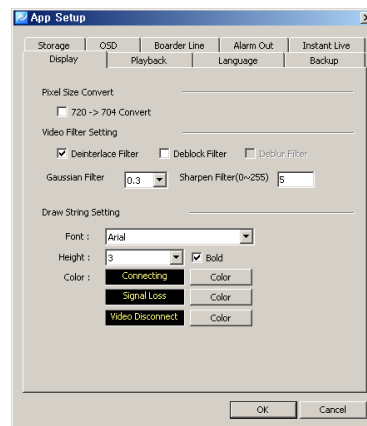 App Setup
Storage OSD Boarder Line Alarm Out Instant Live
Display Playback Language Backup
Pixel Size Convert
720 -> 704 Convert
Video Filter Setting
Deinterlace Filter Deblock Filter Deblur Filter
Gaussian Filter 0.3 Sharpen Filter(0~255) 5
Draw String Setting
Font : Arial
Height : 3 Bold
Color : Connecting Color
Signal Loss Color
Video Disconnect Color
OK Cancel